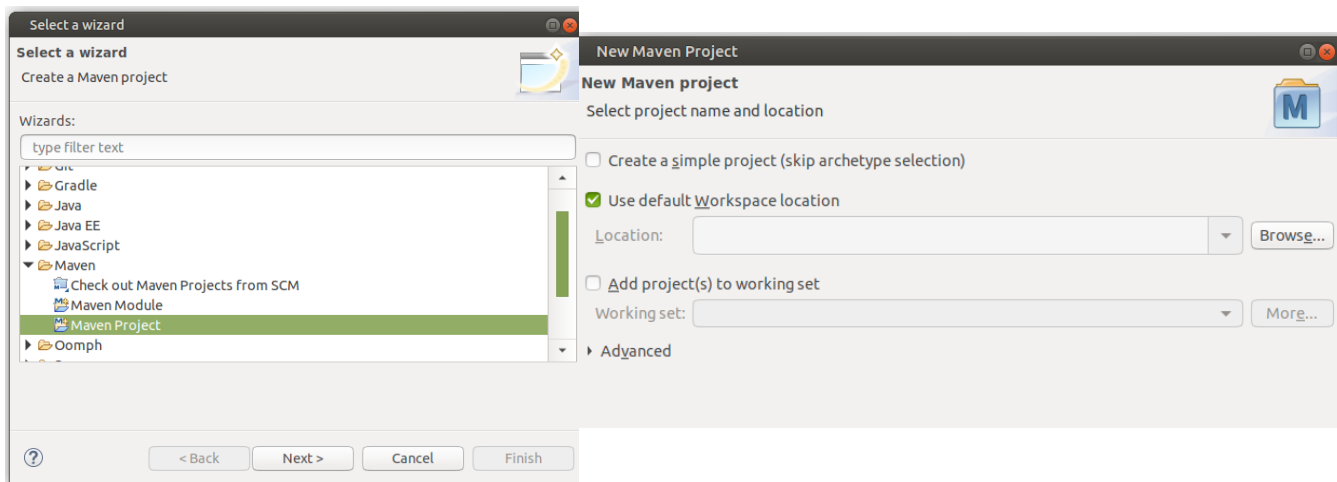 Select a wizard
Select a wizard
Create a Maven project
Wizards:
type filter text
Git
Gradle
Java
Java EE
JavaScript
Maven
Check out Maven Projects from SCM
Maven Module
Maven Project
Oomph
< Back
Next >
Cancel
Finish
New Maven Project
New Maven project
Select project name and location
M
Create a simple project (skip archetype selection)
Use default Workspace location
Location:
Browse...
Add project(s) to working set
Working set:
More...
Advanced